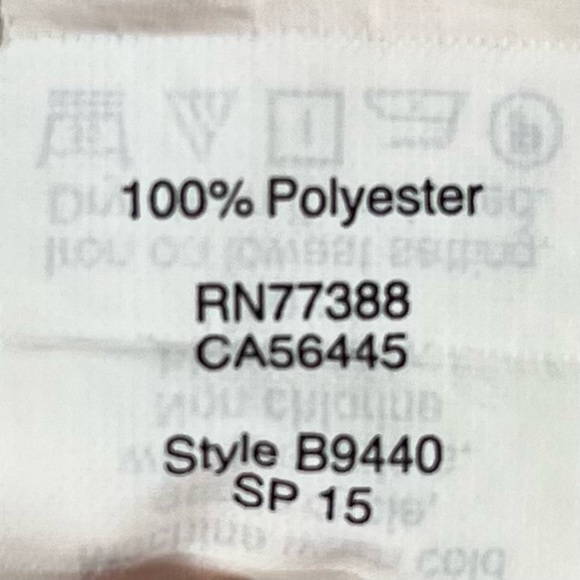 100% Polyester
RN77388
CA56445
Style B9440
SP 15